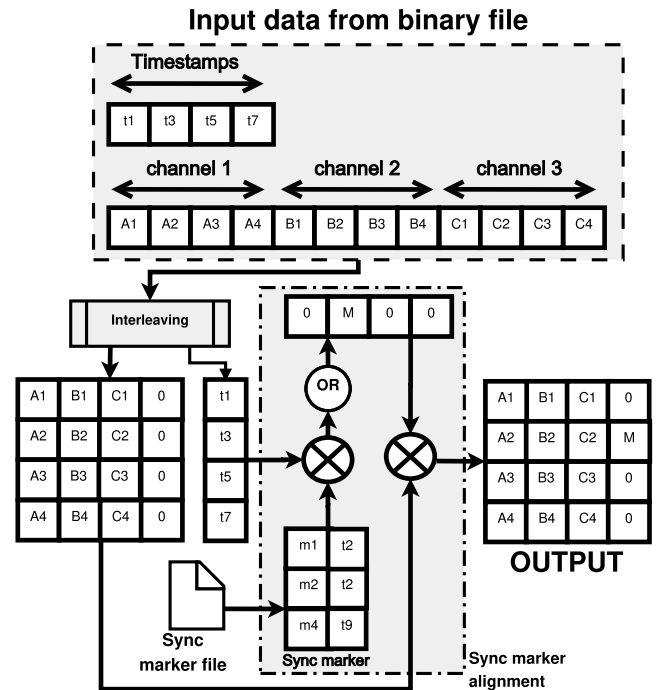 Input data from binary file
Timestamps
t1 t3 t5 t7
channel 1 channel 2 channel 3
A1 A2 A3 A4 B1 B2 B3 B4 C1 C2 C3 C4
Interleaving
0 M 0 0
OR
A1 B1 C1 0
A2 B2 C2 0
A3 B3 C3 0
A4 B4 C4 0
t1
t3
t5
t7
m1 t2
m2 t2
m4 t9
Sync marker
Sync
marker file
A1 B1 C1 0
A2 B2 C2 M
A3 B3 C3 0
A4 B4 C4 0
OUTPUT
Sync marker
alignment